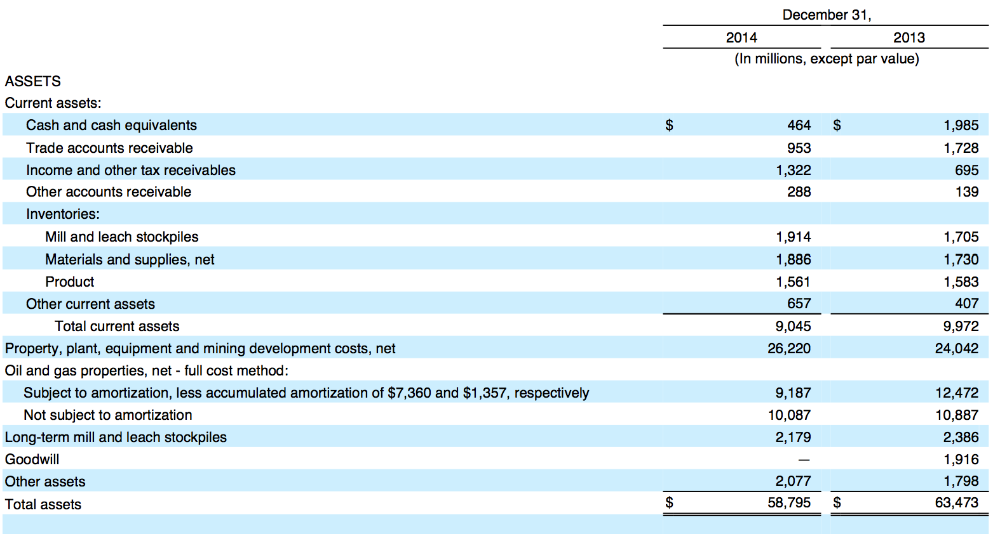 December 31,
2014 2013
(In millions, except par value)
ASSETS
Current assets:
Cash and cash equivalents $ 464 $ 1,985
Trade accounts receivable 953 1,728
Income and other tax receivables 1,322 695
Other accounts receivable 288 139
Inventories:
Mill and leach stockpiles 1,914 1,705
Materials and supplies, net 1,886 1,730
Product 1,561 1,583
Other current assets 657 407
Total current assets 9,045 9,972
Property, plant, equipment and mining development costs, net 26,220 24,042
Oil and gas properties, net - full cost method:
Subject to amortization, less accumulated amortization of $7,360 and $1,357, respectively 9,187 12,472
Not subject to amortization 10,087 10,887
Long-term mill and leach stockpiles 2,179 2,386
Goodwill — 1,916
Other assets 2,077 1,798
Total assets $ 58,795 $ 63,473